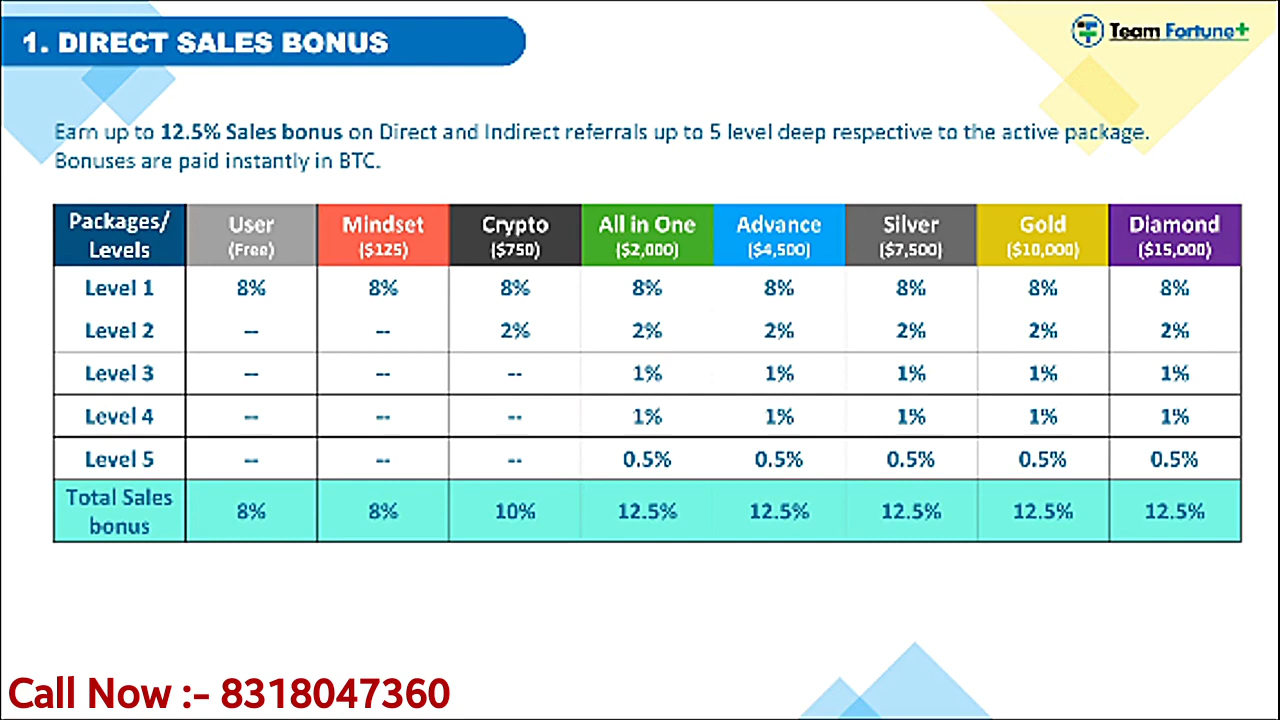 1. DIRECT SALES BONUS
Team Fortune+
Earn up to 12.5% Sales bonus on Direct and Indirect referrals up to 5 level deep respective to the active package.
Bonuses are paid instantly in BTC.
Packages/ Levels User (Free) Mindset ($125) Crypto ($750) All in One ($2,000) Advance ($4,500) Silver ($7,500) Gold ($10,000) Diamond ($15,000)
Level 1 8% 8% 8% 8% 8% 8% 8% 8%
Level 2 -- -- 2% 2% 2% 2% 2% 2%
Level 3 -- -- -- 1% 1% 1% 1% 1%
Level 4 -- -- -- 1% 1% 1% 1% 1%
Level 5 -- -- -- 0.5% 0.5% 0.5% 0.5% 0.5%
Total Sales bonus 8% 8% 10% 12.5% 12.5% 12.5% 12.5% 12.5%
Call Now :- 8318047360